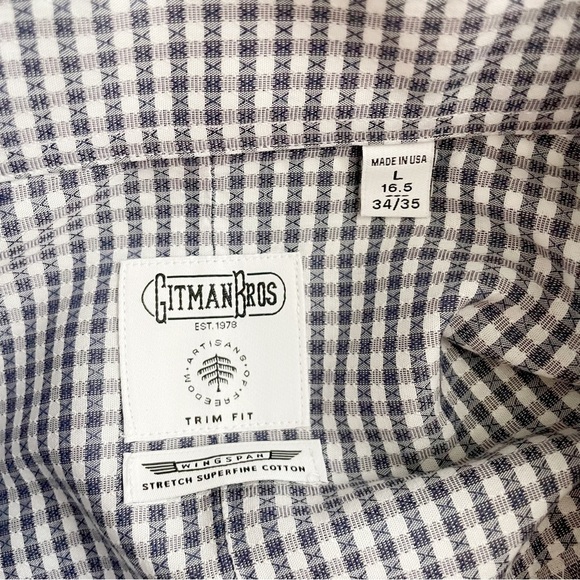 MADE IN USA
L
16.5
34/35
GITMAN BROS
EST. 1978
ARTISANS • OF • FREEDOM •
TRIM FIT
WINGSPAN
STRETCH SUPERFINE COTTON